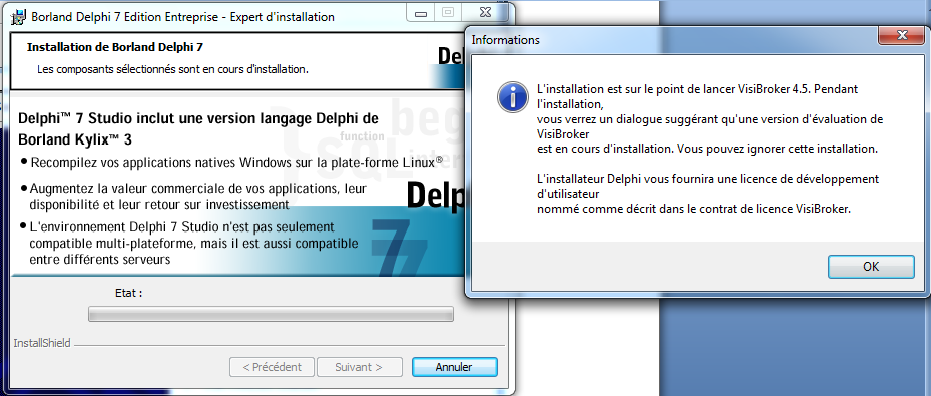 Borland Delphi 7 Edition Entreprise - Expert d'installation
Installation de Borland Delphi 7
Les composants sélectionnés sont en cours d'installation.
Delphi™ 7 Studio inclut une version langage Delphi de
Borland Kylix™ 3
• Recompilez vos applications natives Windows sur la plate-forme Linux®
• Augmentez la valeur commerciale de vos applications, leur
disponibilité et leur retour sur investissement
• L'environnement Delphi 7 Studio n'est pas seulement
compatible multi-plateforme, mais il est aussi compatible
entre différents serveurs
function
SQL
7
Etat :
InstallShield
< Précédent
Suivant >
Annuler
Informations
L'installation est sur le point de lancer VisiBroker 4.5. Pendant
l'installation,
vous verrez un dialogue suggérant qu'une version d'évaluation de
VisiBroker
est en cours d'installation. Vous pouvez ignorer cette installation.
L'installateur Delphi vous fournira une licence de développement
d'utilisateur
nommé comme décrit dans le contrat de licence VisiBroker.
OK